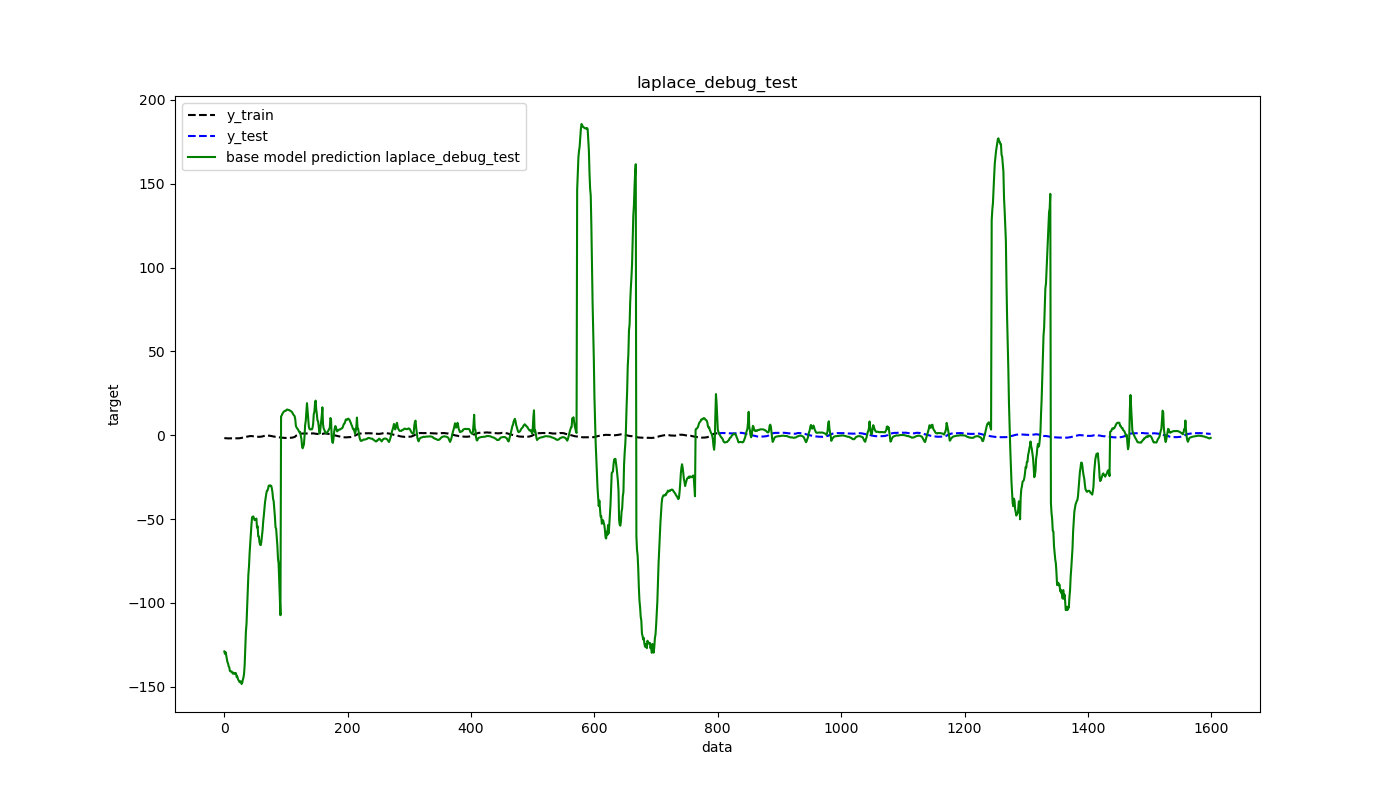 laplace_debug_test
y_train
y_test
base model prediction laplace_debug_test
200
150
100
50
0
−50
−100
−150
target
0 200 400 600 800 1000 1200 1400 1600
data